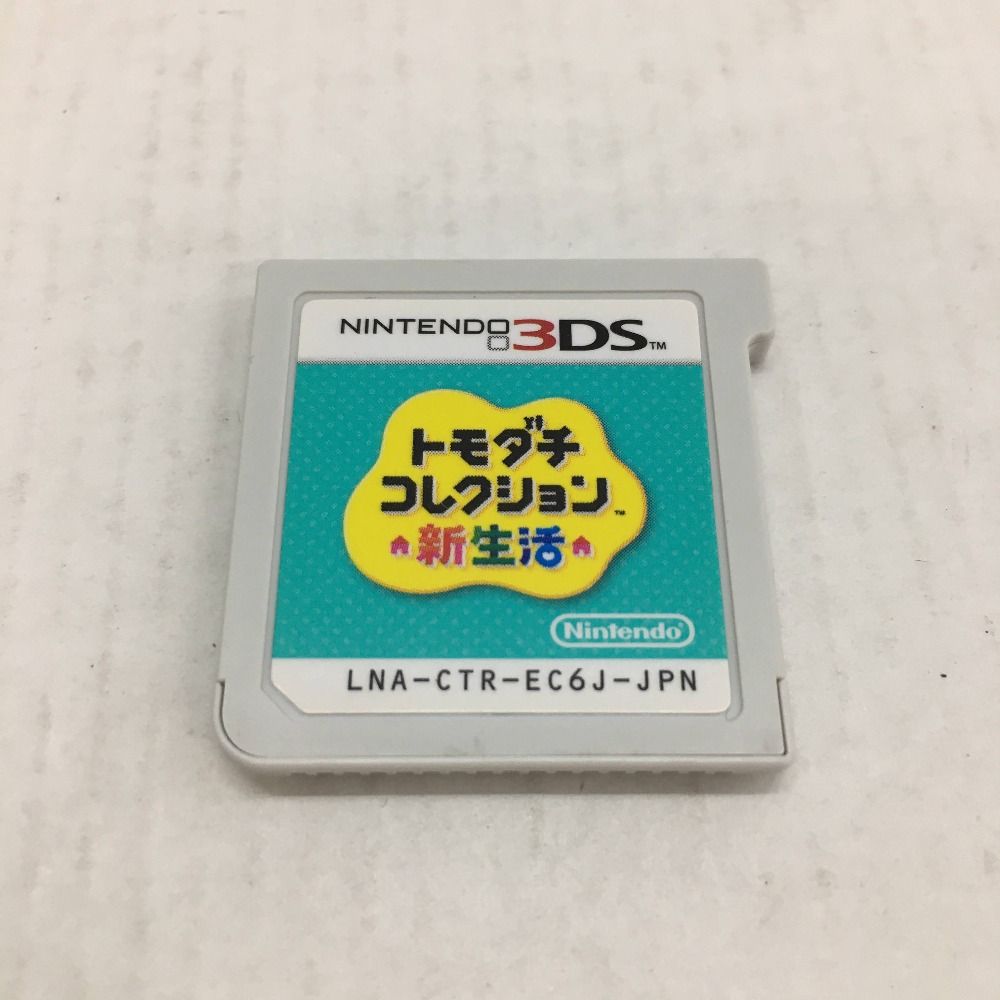 NINTENDO 3DS™
トモダチ
コレクション™
新生活
Nintendo
LNA-CTR-EC6J-JPN